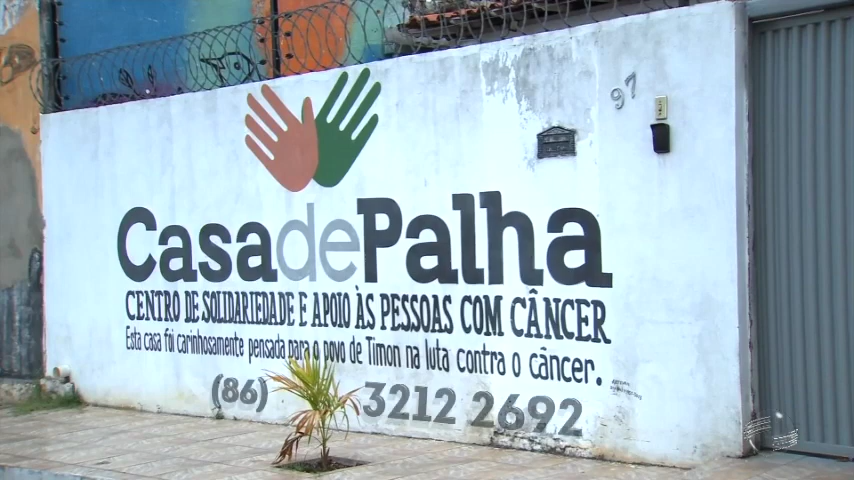 97
CasadePalha
CENTRO DE SOLIDARIEDADE E APOIO ÀS PESSOAS COM CÂNCER
Esta casa foi carinhosamente pensada para o povo de Timon na luta contra o câncer.
(86) 3212 2692